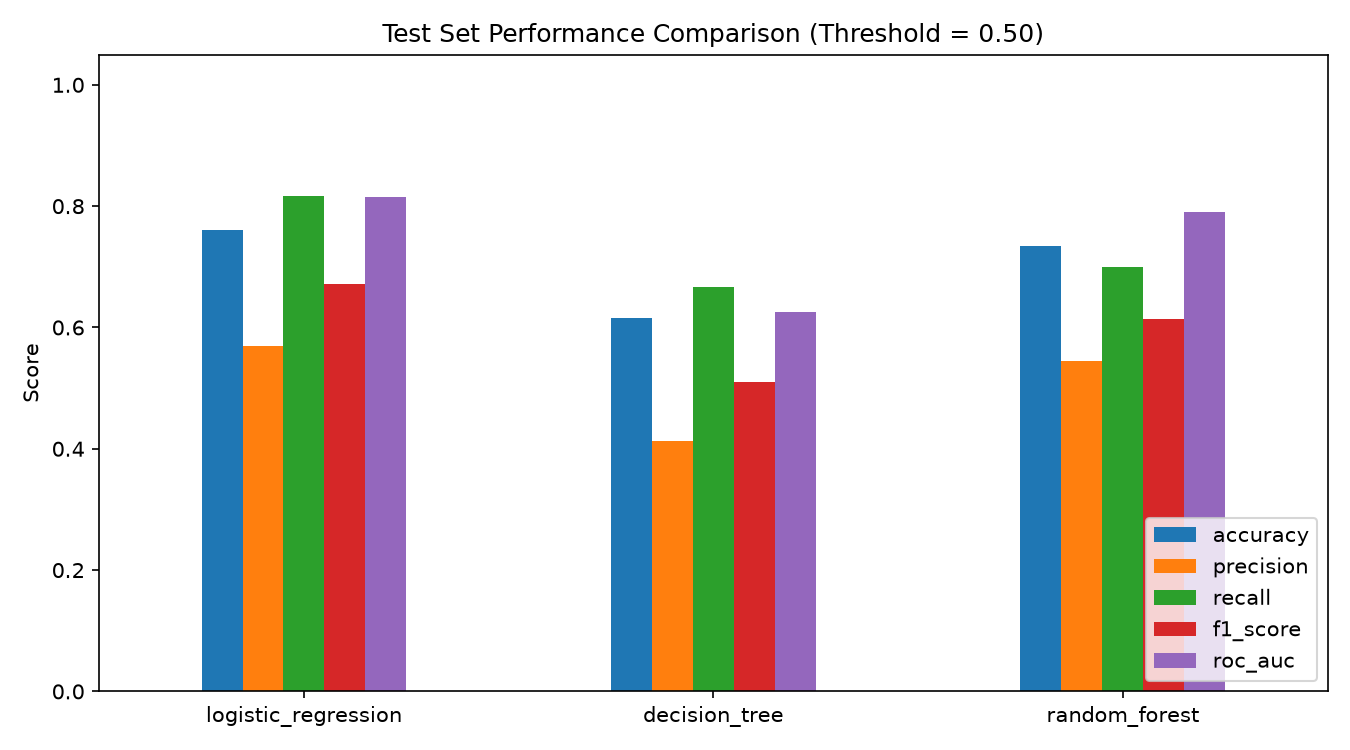 Test Set Performance Comparison (Threshold = 0.50)
1.0
0.8
0.6
0.4
0.2
0.0
Score
logistic_regression
decision_tree
random_forest
accuracy
precision
recall
f1_score
roc_auc